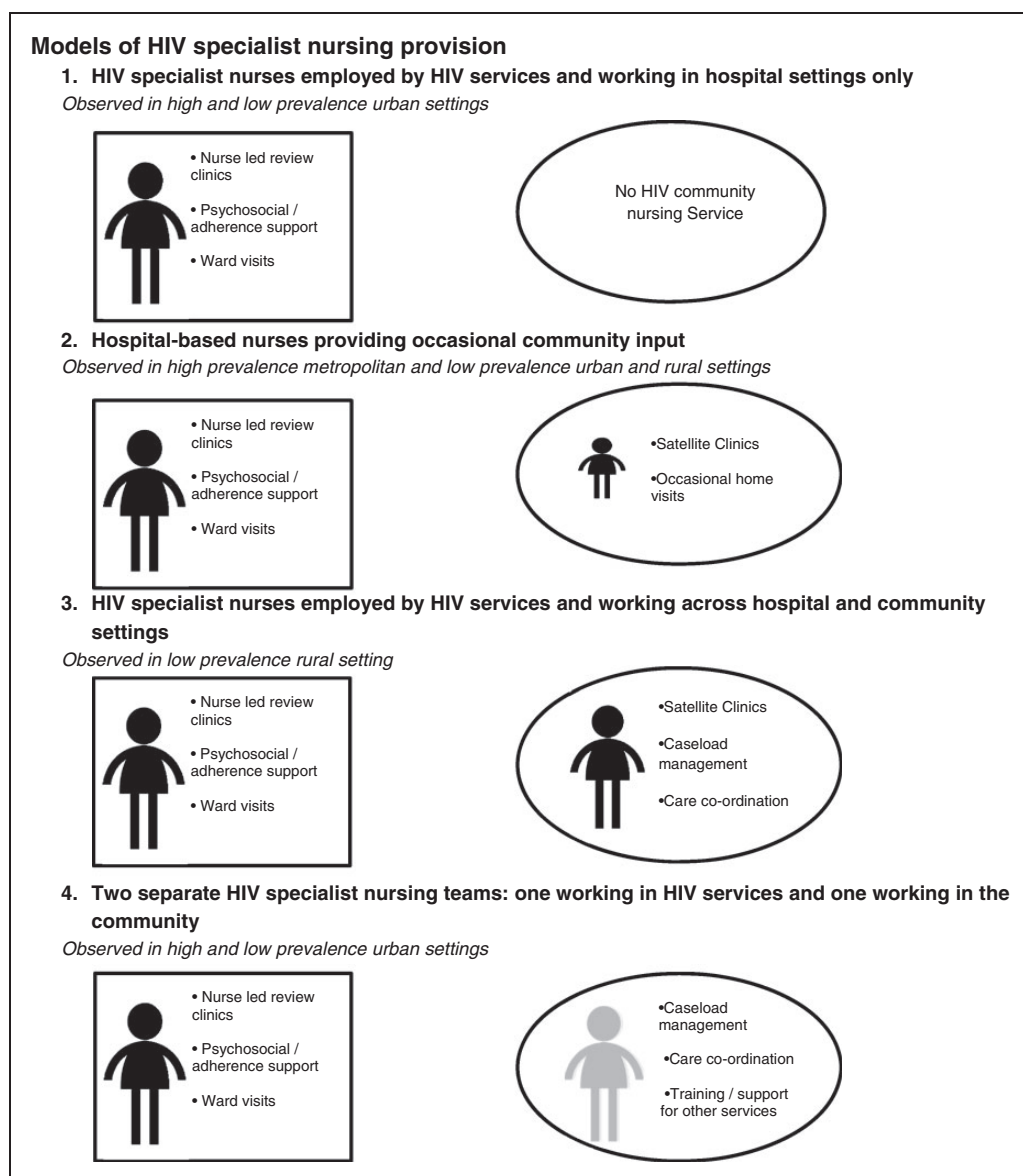 Models of HIV specialist nursing provision
1. HIV specialist nurses employed by HIV services and working in hospital settings only
Observed in high and low prevalence urban settings
• Nurse led review
clinics
• Psychosocial /
adherence support
• Ward visits
No HIV community
nursing Service
2. Hospital-based nurses providing occasional community input
Observed in high prevalence metropolitan and low prevalence urban and rural settings
• Nurse led review
clinics
• Psychosocial /
adherence support
• Ward visits
•Satellite Clinics
•Occasional home
visits
3. HIV specialist nurses employed by HIV services and working across hospital and community
settings
Observed in low prevalence rural setting
• Nurse led review
clinics
• Psychosocial /
adherence support
• Ward visits
•Satellite Clinics
•Caseload
management
•Care co-ordination
4. Two separate HIV specialist nursing teams: one working in HIV services and one working in the
community
Observed in high and low prevalence urban settings
• Nurse led review
clinics
• Psychosocial /
adherence support
• Ward visits
•Caseload
management
•Care co-ordination
•Training / support
for other services